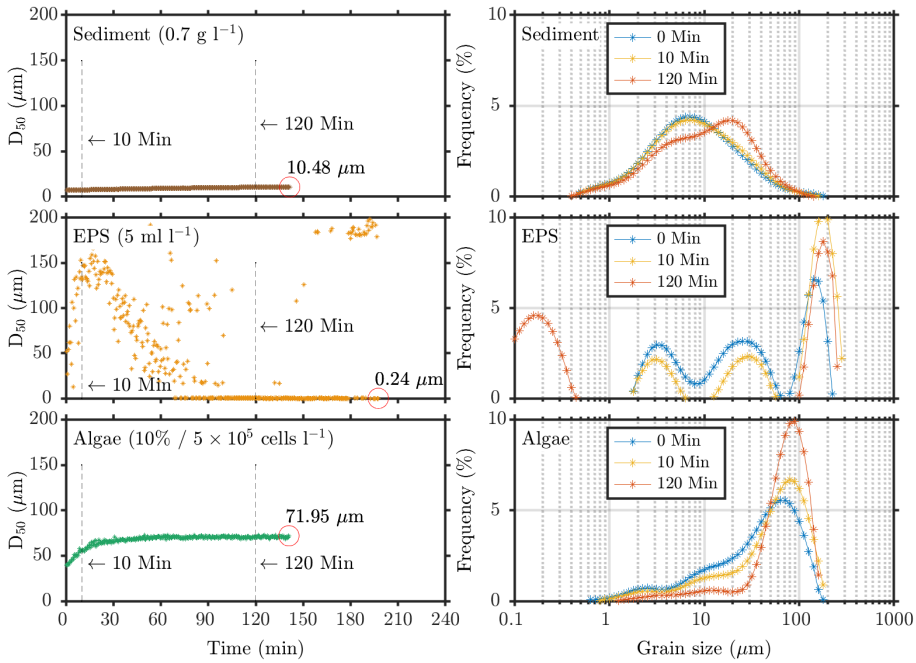 200
Sediment (0.7 g l⁻¹)
150
D₅₀ (µm)
100
← 10 Min
← 120 Min
50
10.48 µm
0
10
Sediment
0 Min
10 Min
120 Min
Frequency (%)
5
0
200
EPS (5 ml l⁻¹)
150
D₅₀ (µm)
100
← 120 Min
50
← 10 Min
0.24 µm
0
10
EPS
0 Min
10 Min
120 Min
Frequency (%)
5
0
200
Algae (10% / 5 × 10⁵ cells l⁻¹)
150
D₅₀ (µm)
100
71.95 µm
50
← 10 Min
← 120 Min
0
0 30 60 90 120 150 180 210 240
Time (min)
10
Algae
0 Min
10 Min
120 Min
Frequency (%)
5
0
0.1 1 10 100 1000
Grain size (µm)